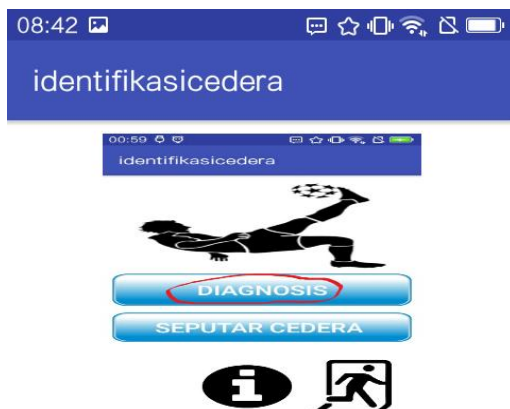 08:42
identifikasicedera
00:59
identifikasicedera
DIAGNOSIS
SEPUTAR CEDERA